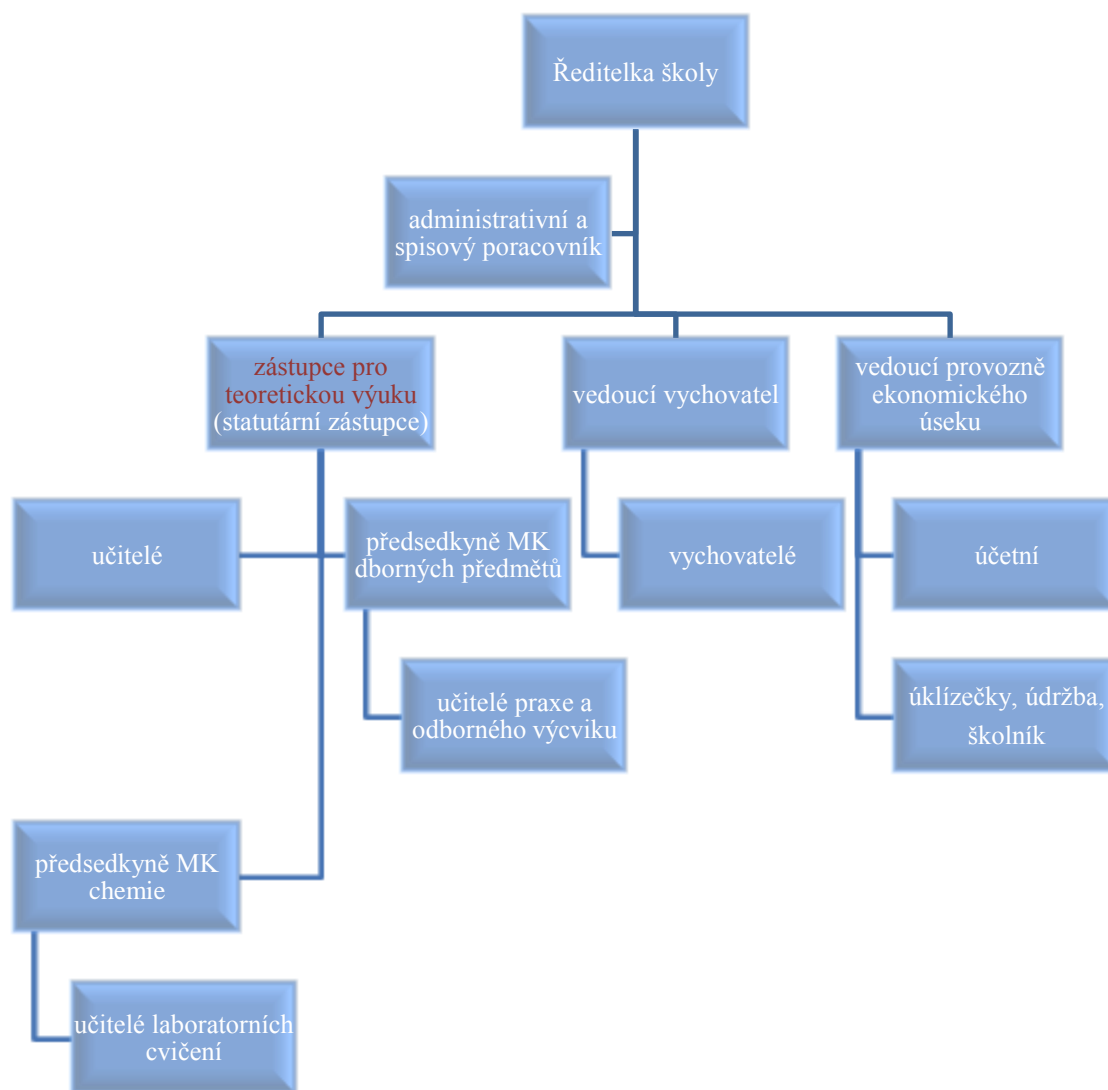 Ředitelka školy
administrativní a
spisový poracovník
zástupce pro
teoretickou výuku
(statutární zástupce)
vedoucí vychovatel
vedoucí provozně
ekonomického
úseku
učitelé
předsedkyně MK
dborných předmětů
vychovatelé
účetní
učitelé praxe a
odborného výcviku
úklízečky, údržba,
školník
předsedkyně MK
chemie
učitelé laboratorních
cvičení